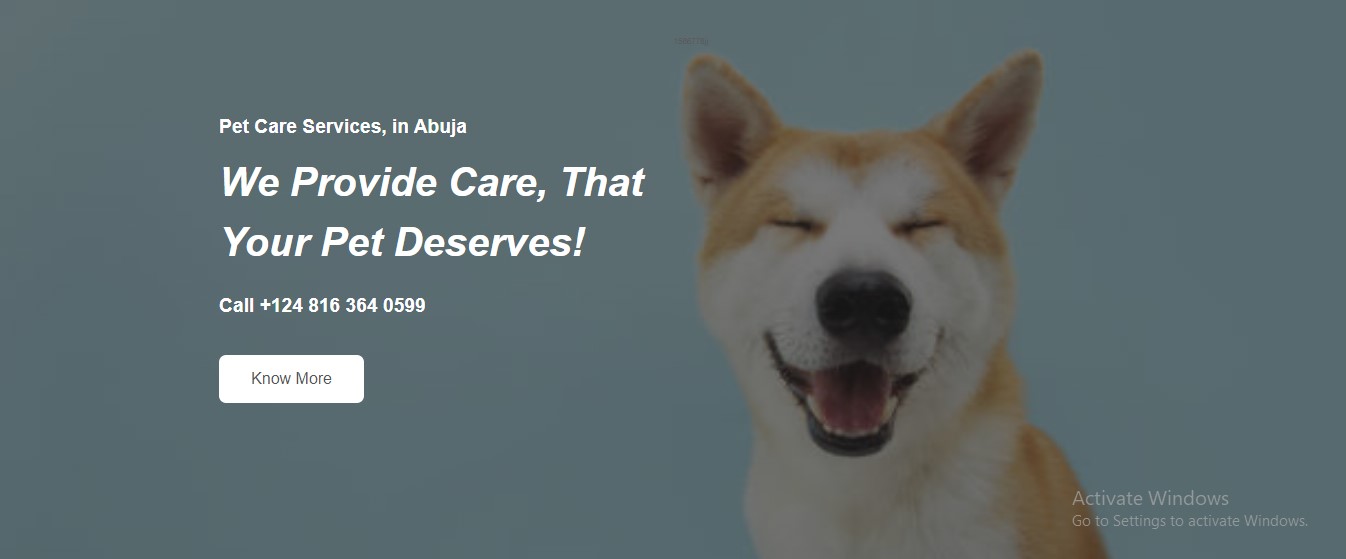 Pet Care Services, in Abuja
We Provide Care, That
Your Pet Deserves!
Call +124 816 364 0599
Know More
Activate Windows
Go to Settings to activate Windows.